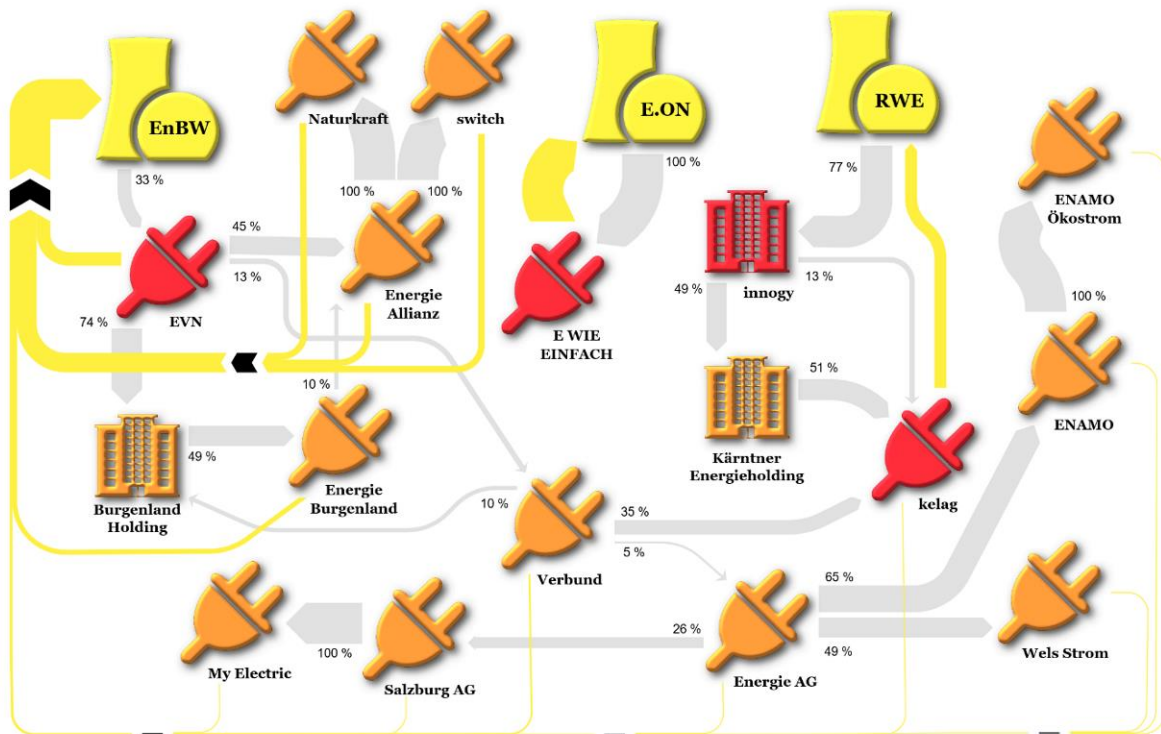 EnBW
Naturkraft
switch
E.ON
RWE
33 %
100 %
100 %
100 %
77 %
ENAMO
Ökostrom
45 %
13 %
EVN
74 %
Energie
Allianz
E WIE
EINFACH
innogy
13 %
49 %
100 %
10 %
51 %
ENAMO
49 %
Kärntner
Energieholding
Burgenland
Holding
Energie
Burgenland
10 %
kelag
35 %
5 %
Verbund
65 %
26 %
49 %
Wels Strom
My Electric
100 %
Salzburg AG
Energie AG